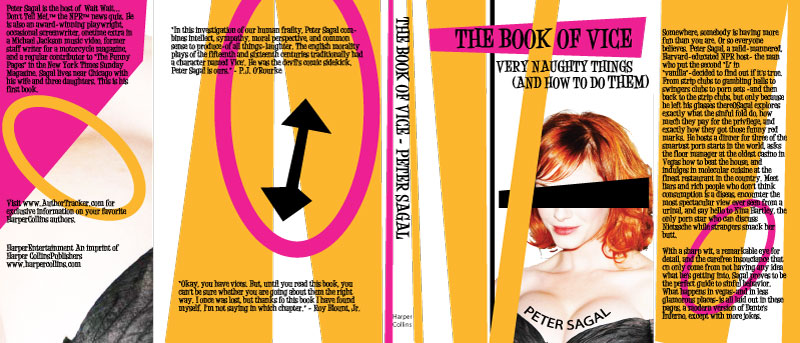 Peter Sagal is the host of Wait Wait...
Don't Tell Me!,™ the NPR™ news quis. He
is also an award-winning playwright,
occasional screenwriter, onetime extra in
a Michael Jackson music video, former
staff writer for a motorcycle magazine,
and a regular contributor to "The Funny
Pages" in the New York Times Sunday
Magazine. Sagal lives near Chicago with
his wife and three daughters. This is his
first book.
Visit www.AuthorTracker.com for
exclusive information on your favorite
HarperCollins authors.
HarperEntertainment An imprint of
Harper CollinsPublishers
www.harpercollins.com
"In this investigation of our human frailty, Peter Sagal com-
bines intellect, sympathy, moral perspective, and common
sense to produce-of all things-laughter. The english morality
plays of the fifteenth and sixteenth centuries traditionally had
a character named Vice'. He was the devil's comic sidekick.
Peter Sagal is ours." - P.J. O'Rourke
"Okay, you have vices. But, until you read this book, you
can't be sure whether you are going about them the right
way. I once was lost, but thanks fo this book I have found
myself. I'm not saying in which chapter." - Roy Blount, Jr.
THE BOOK OF VICE - PETER SAGAL
Harper
Collins
THE BOOK OF VICE
VERY NAUGHTY THINGS
(AND HOW TO DO THEM)
PETER SAGAL
Somewhere, somebody is having more
fun than you are. Or so everyone
believes. Peter Sagal, a mild-mannered,
Harvard-educated NPR host- the man
who put the second "L" in
"vanilla"-decided to find out if it's true.
From strip clubs to gambling halls to
swingers clubs to porn sets-and then
back to the strip clubs, but only because
he left his glasses there0Sagal explores
exactly what the sinful fold do, how
much they pay for the privilege, and
exactly how they got those funny red
marks. He hosts a dinner for three of the
smartest porn starts in the world, asks
the floor manager at the oldest casino in
Vegas how to beat the house, and
indulges in molecular cuisine at the
finest restaurant in the country. Meet
liars and rich people who don't think
consumption is a diseas, encounter the
most spectacular view ever seen from a
urinal, and say hello to Nina Hartley, the
only porn star who can discuss
Nietzsche while strangers smack her
butt.
With a sharp wit, a remarkable eye for
detail, and the carefree insouciance that
cn only come from not having any idea
what he's getting into, Sagal proves to be
the perfect guide to sinful behavior.
What happens in vegas-and in less
glamorous places-is all laid out in these
pages, a modern version of Dante's
Inferno, except with more jokes.